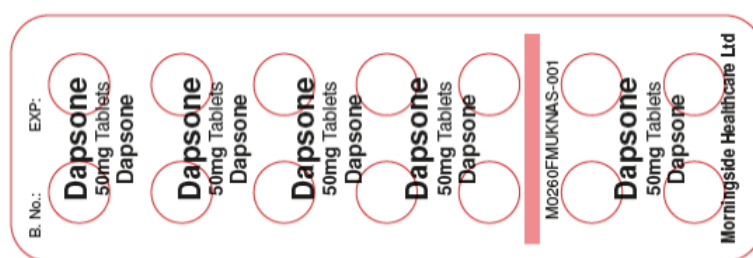 B. No.: EXP:
Dapsone
50mg Tablets
Dapsone
Dapsone
50mg Tablets
Dapsone
Dapsone
50mg Tablets
Dapsone
Dapsone
50mg Tablets
Dapsone
M0260FMUKNAS-001
Dapsone
50mg Tablets
Dapsone
Morningside Healthcare Ltd